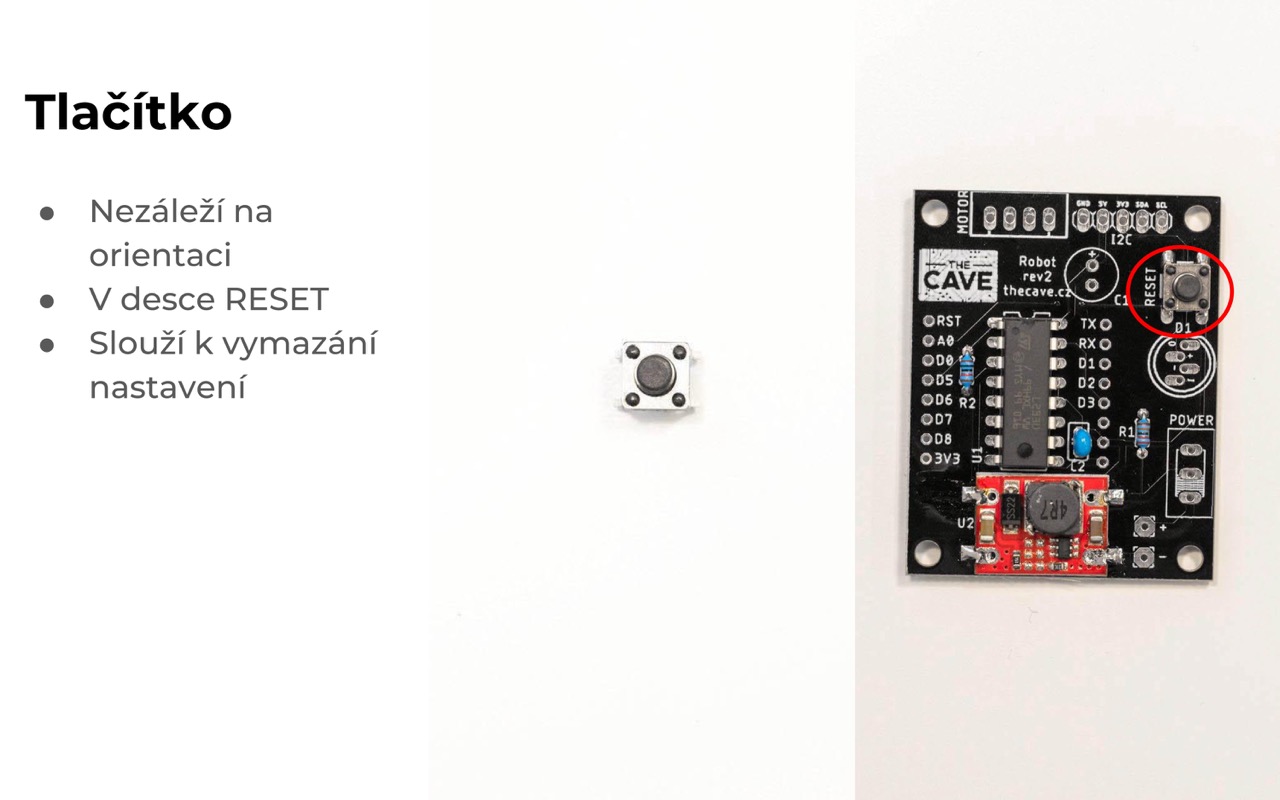 Tlačítko
● Nezáleží na
orientaci
● V desce RESET
● Slouží k vymazání
nastavení
MOTOR
GND 5V 3V3 SDA SCL
I2C
THE
CAVE
Robot
rev2
thecave.cz
+
C1
RESET
D1
RST
A0
D0
D5
D6
D7
D8
3V3
R2
U1
TX
RX
D1
D2
D3
C2
R1
POWER
U2
SS22
4R7
+
-